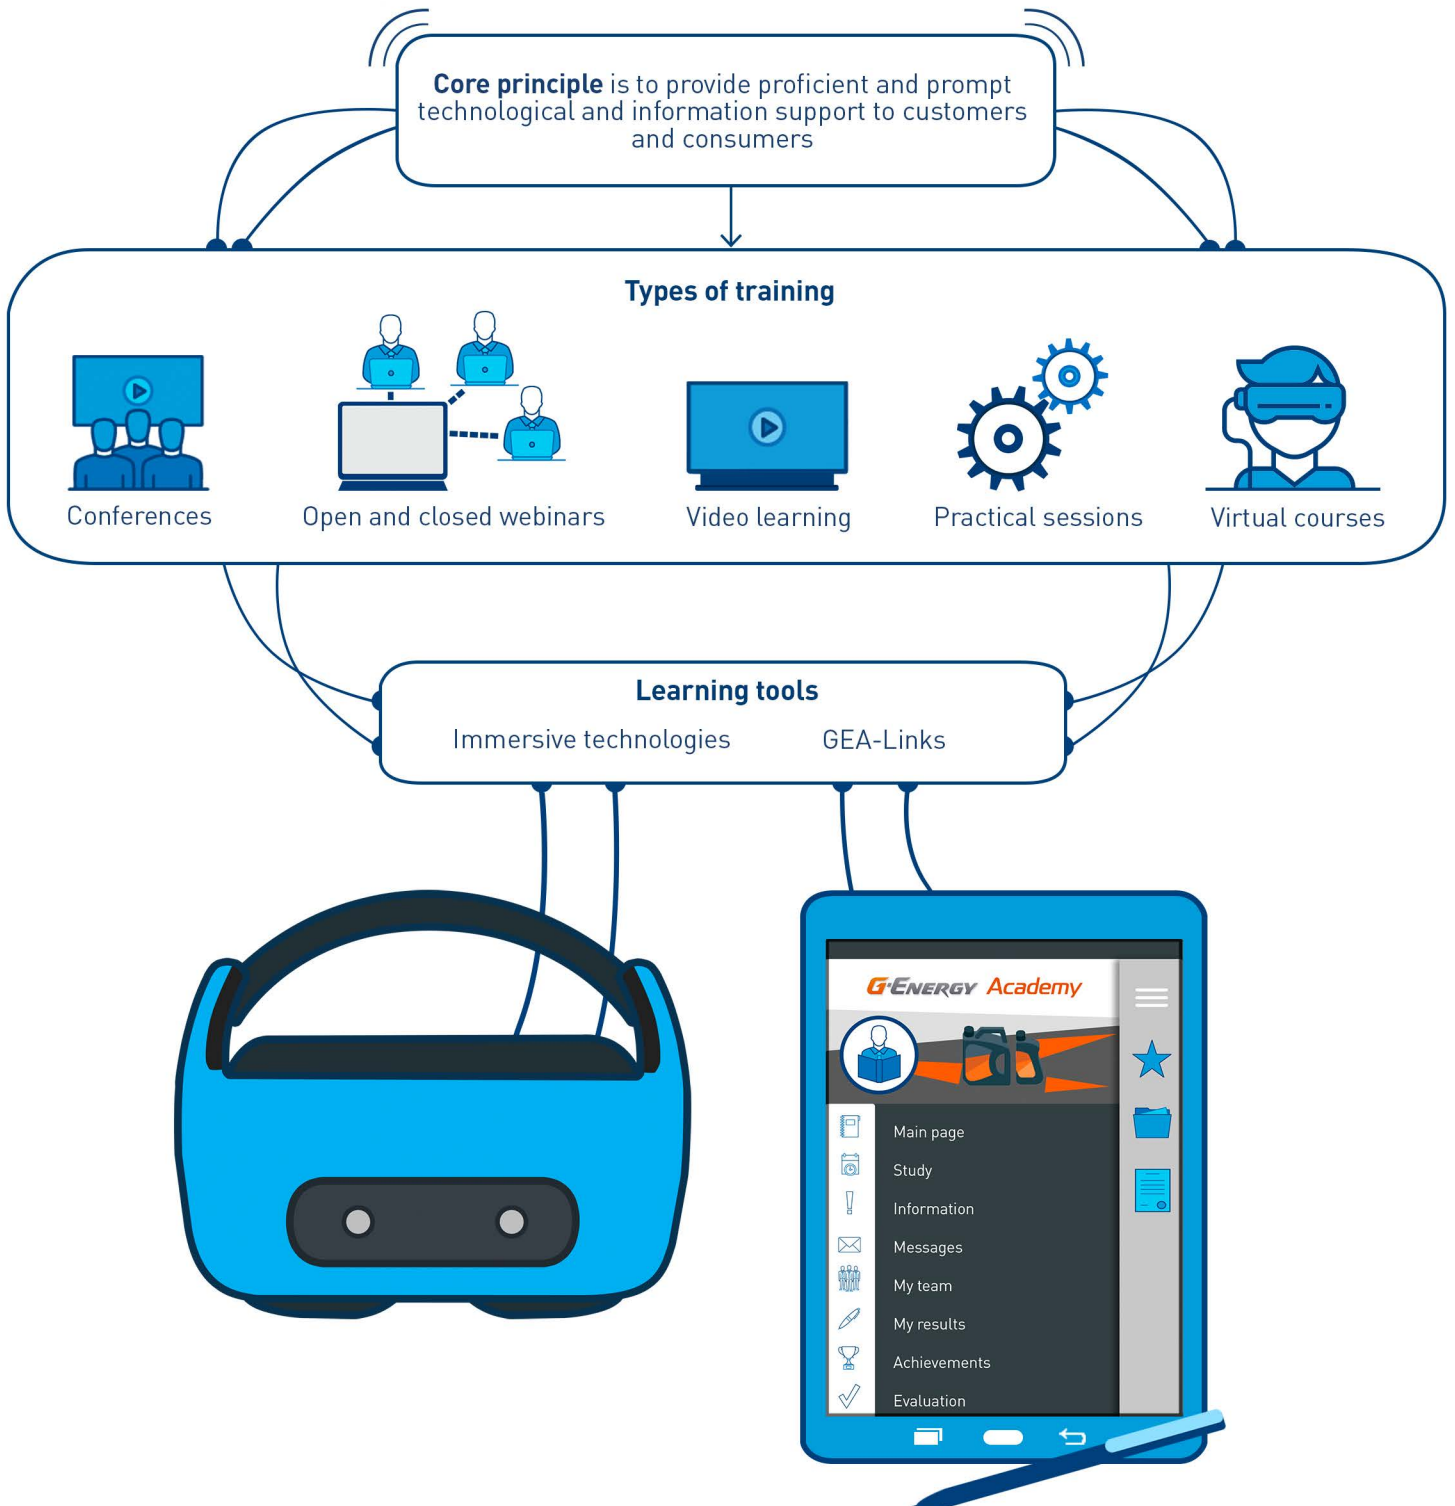 Core principle is to provide proficient and prompt
technological and information support to customers
and consumers
Types of training
Conferences
Open and closed webinars
Video learning
Practical sessions
Virtual courses
Learning tools
Immersive technologies
GEA-Links
G-ENERGY Academy
Main page
Study
Information
Messages
My team
My results
Achievements
Evaluation